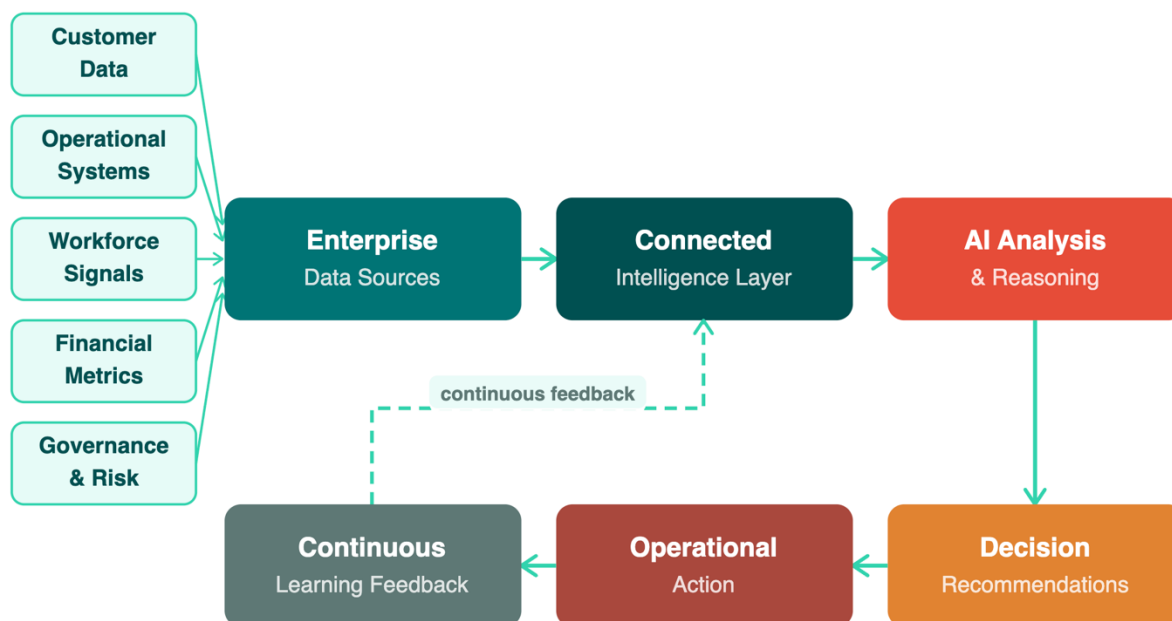 Customer
Data
Operational
Systems
Workforce
Signals
Financial
Metrics
Governance
& Risk
Enterprise
Data Sources
Connected
Intelligence Layer
AI Analysis
& Reasoning
continuous feedback
Continuous
Learning Feedback
Operational
Action
Decision
Recommendations